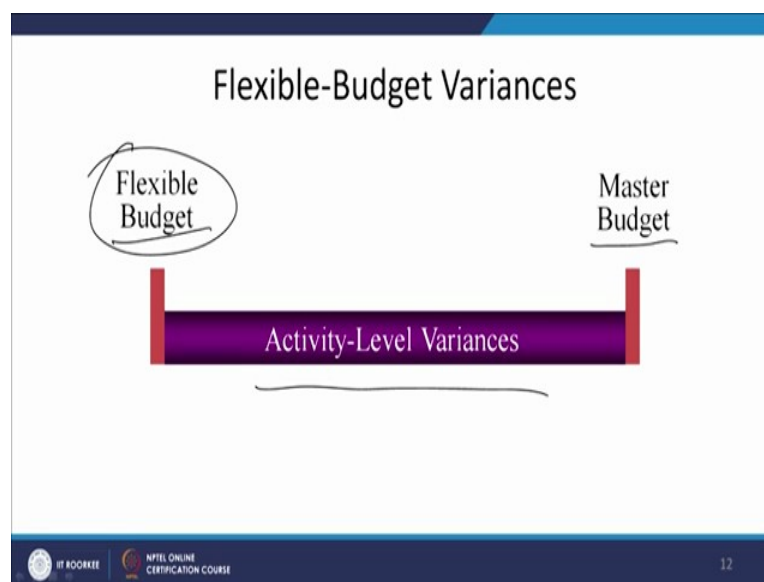 Flexible-Budget Variances
Flexible
Budget
Master
Budget
Activity-Level Variances
IIT ROORKEE
NPTEL ONLINE
CERTIFICATION COURSE
12